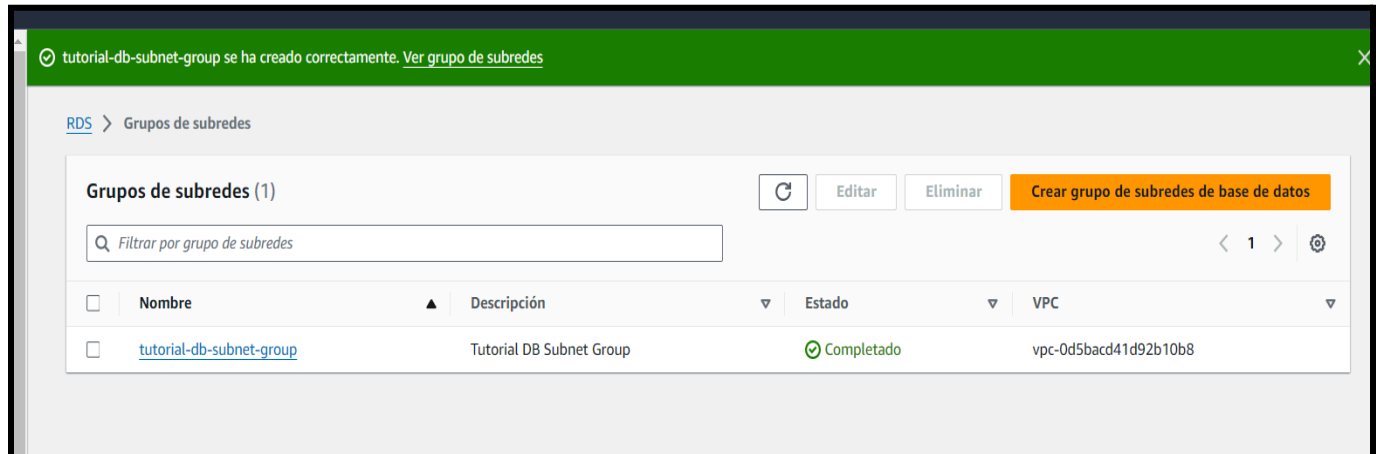 tutorial-db-subnet-group se ha creado correctamente. Ver grupo de subredes
RDS > Grupos de subredes
Grupos de subredes (1)
Editar
Eliminar
Crear grupo de subredes de base de datos
Filtrar por grupo de subredes
1
Nombre Descripción Estado VPC
tutorial-db-subnet-group Tutorial DB Subnet Group Completado vpc-0d5bacd41d92b10b8